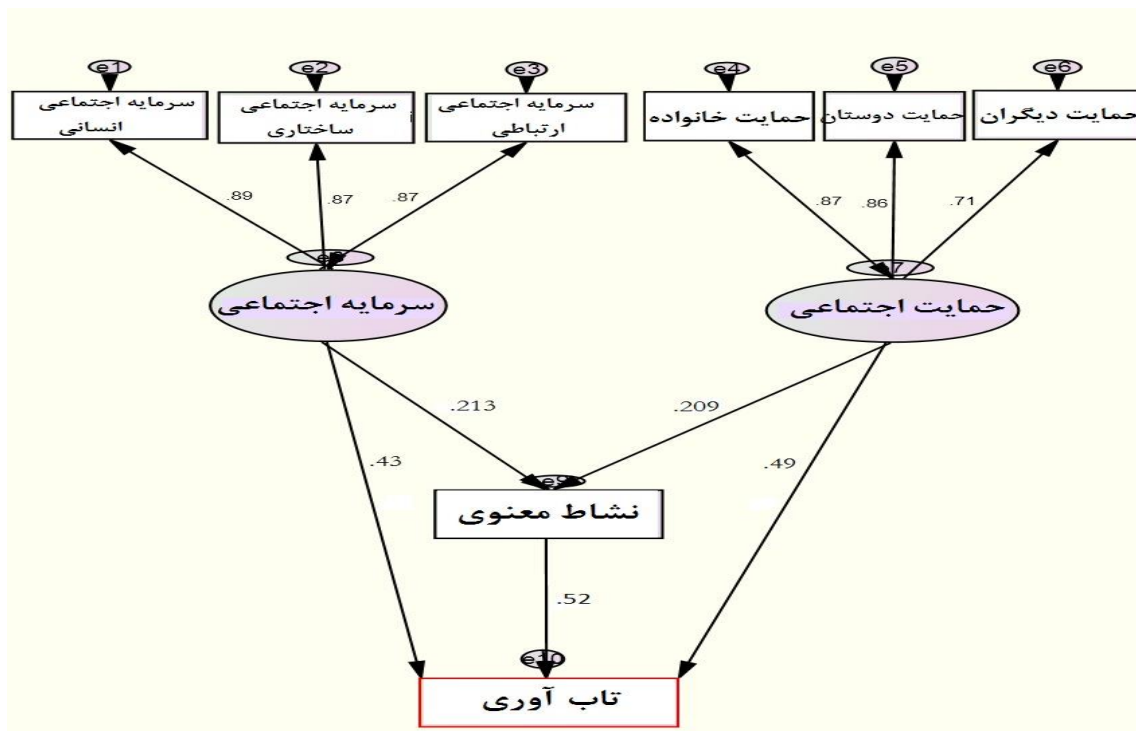 e1
e2
e3
e4
e5
e6
سرمایه اجتماعی
انسانی
سرمایه اجتماعی
ساختاری
سرمایه اجتماعی
ارتباطی
حمایت خانواده
حمایت دوستان
حمایت دیگران
.89
.87
.87
.87
.86
.71
سرمایه اجتماعی
حمایت اجتماعی
.213
.209
.43
.49
e9
نشاط معنوی
.52
e10
تاب آوری